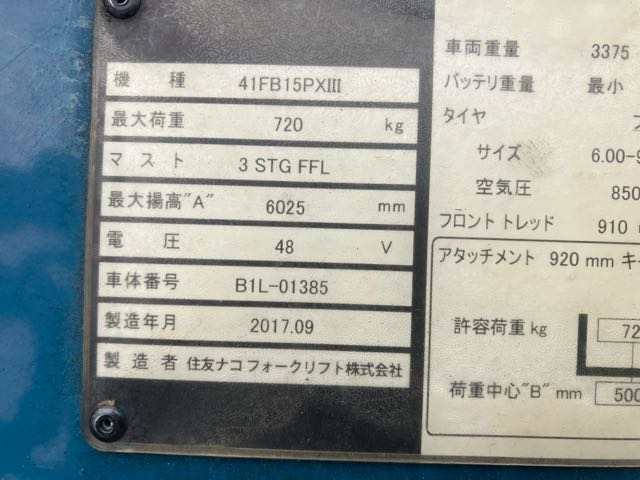 機 種 41FB15PXⅢ
最大荷重 720 kg
マスト 3 STG FFL
最大揚高"A" 6025 mm
電 圧 48 V
車体番号 B1L-01385
製造年月 2017.09
製造者 住友ナコ フォークリフト株式会社
車両重量 3375
バッテリ重量 最小
タイヤ
サイズ 6.00-9
空気圧 850
フロント トレッド 910
アタッチメント 920 mm キ
許容荷重 kg 72
荷重中心"B" mm 500